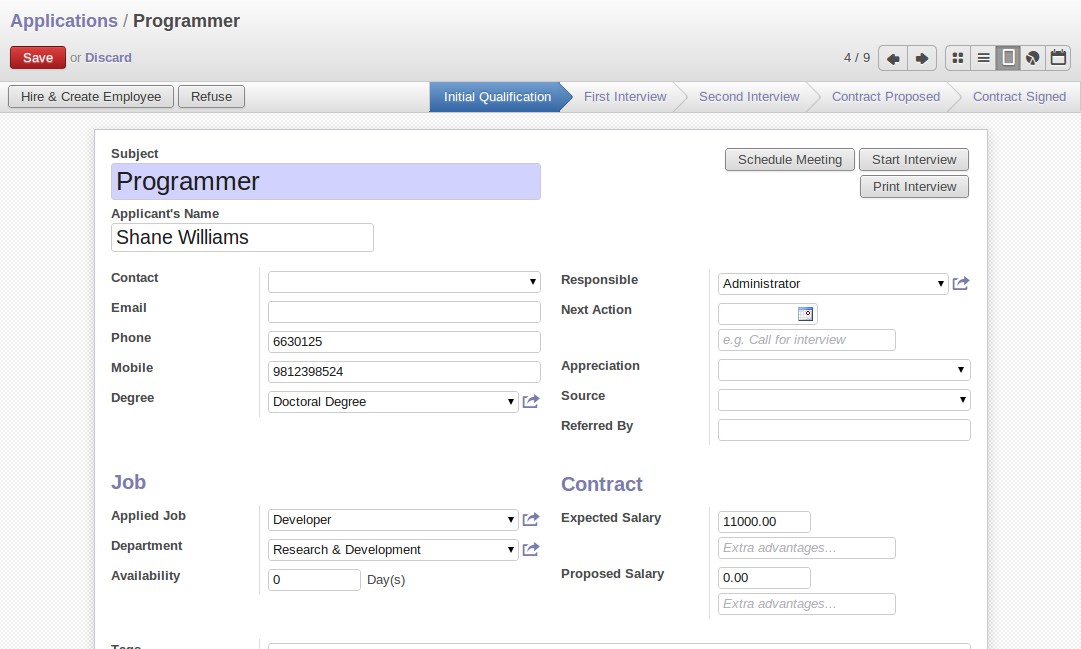 Applications / Programmer
Save or Discard
4 / 9
Hire & Create Employee
Refuse
Initial Qualification
First Interview
Second Interview
Contract Proposed
Contract Signed
Subject
Programmer
Schedule Meeting
Start Interview
Print Interview
Applicant's Name
Shane Williams
Contact
Email
Phone
6630125
Mobile
9812398524
Degree
Doctoral Degree
Responsible
Administrator
Next Action
e.g. Call for interview
Appreciation
Source
Referred By
Job
Applied Job
Developer
Department
Research & Development
Availability
0 Day(s)
Contract
Expected Salary
11000.00
Extra advantages...
Proposed Salary
0.00
Extra advantages...
Tags